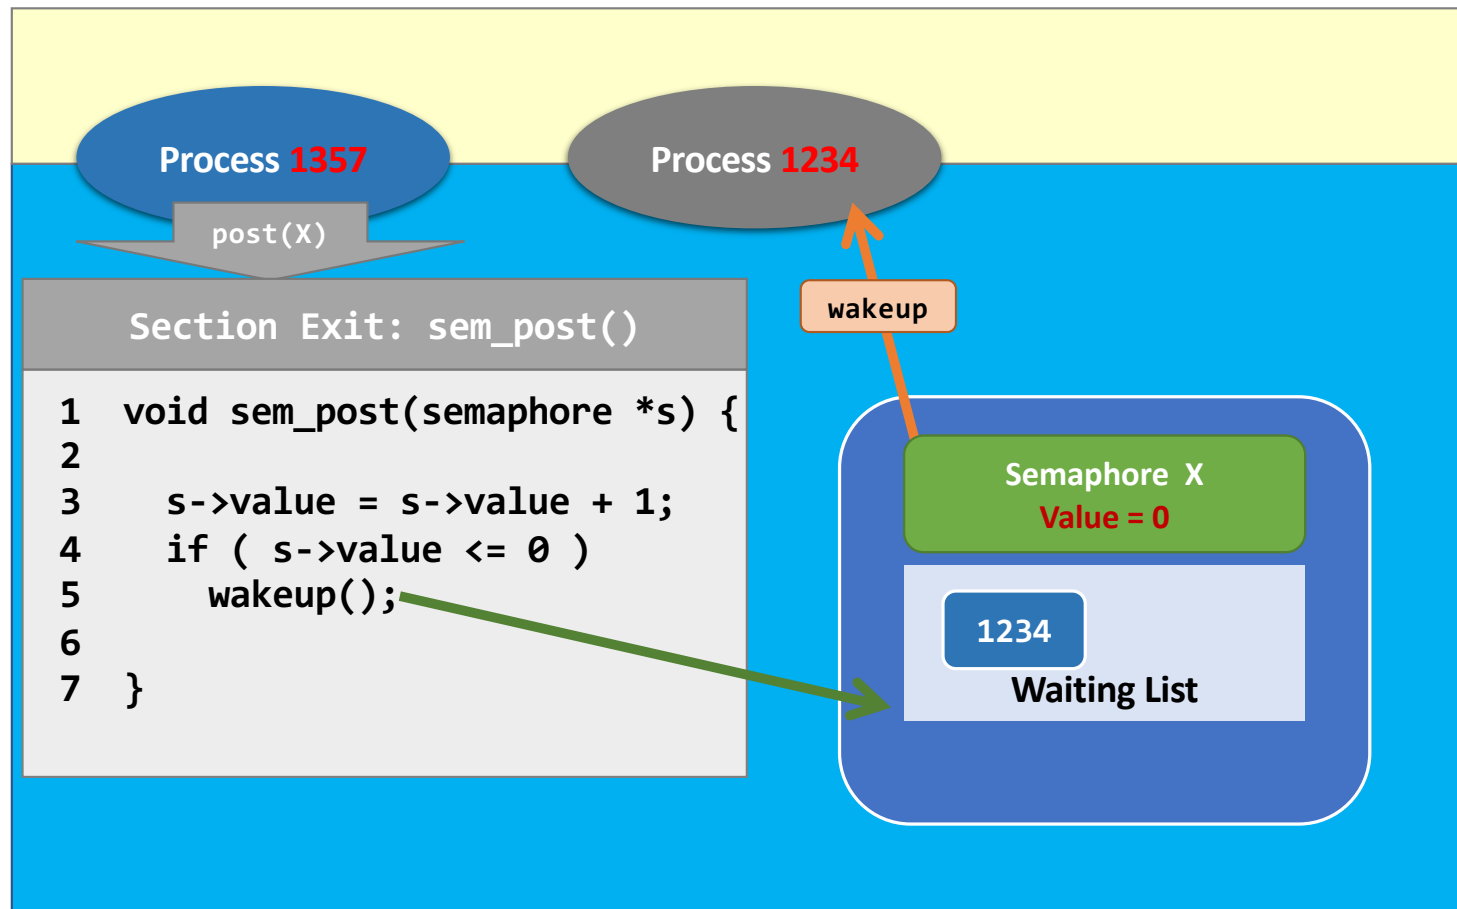 Process 1357
Process 1234
post(X)
wakeup
Section Exit: sem_post()
1 void sem_post(semaphore *s) {
2
3 s->value = s->value + 1;
4 if ( s->value <= 0 )
5 wakeup();
6
7 }
Semaphore X
Value = 0
1234
Waiting List